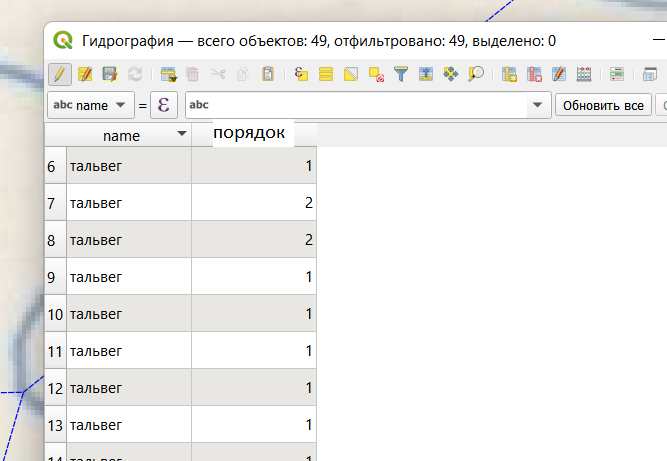 Гидрография — всего объектов: 49, отфильтровано: 49, выделено: 0
abc name = ε abc Обновить все
name порядок
6 тальвег 1
7 тальвег 2
8 тальвег 2
9 тальвег 1
10 тальвег 1
11 тальвег 1
12 тальвег 1
13 тальвег 1
14 тальвег 1